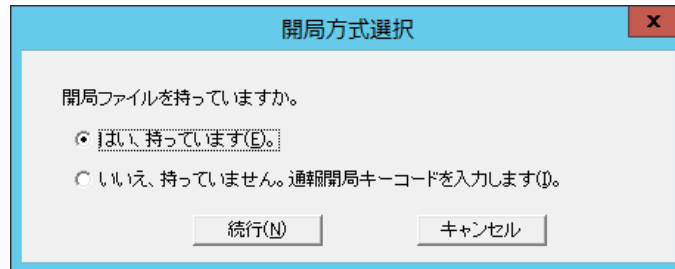 開局方式選択
x
開局ファイルを持っていますか。
はい、持っています(E)。
いいえ、持っていません。通報開局キーコードを入力します(I)。
続行(N)
キャンセル